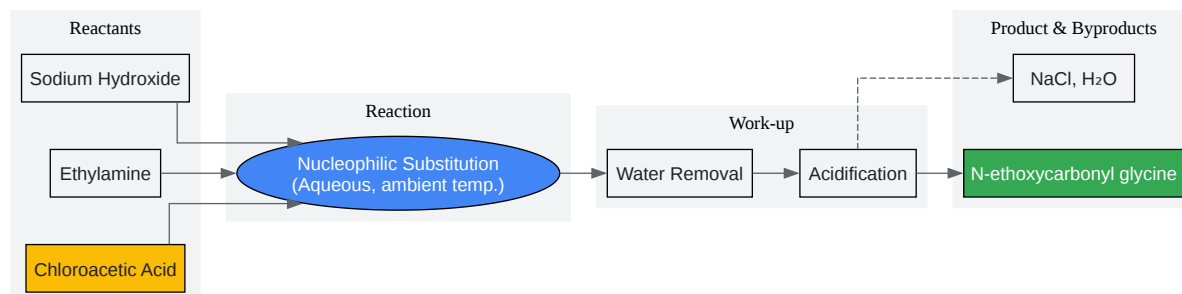 Reactants
Sodium Hydroxide
Ethylamine
Chloroacetic Acid
Reaction
Nucleophilic Substitution
(Aqueous, ambient temp.)
Work-up
Water Removal
Acidification
Product & Byproducts
NaCl, H₂O
N-ethoxycarbonyl glycine